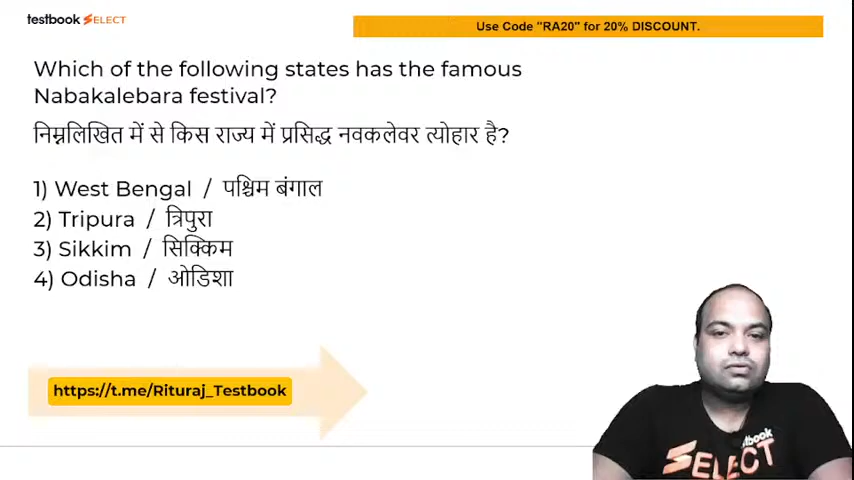 testbook SELECT
Use Code "RA20" for 20% DISCOUNT.
Which of the following states has the famous
Nabakalebara festival?
निम्नलिखित में से किस राज्य में प्रसिद्ध नवकलेवर त्योहार है?
1) West Bengal / पश्चिम बंगाल
2) Tripura / त्रिपुरा
3) Sikkim / सिक्किम
4) Odisha / ओडिशा
https://t.me/Rituraj_Testbook
testbook
SELECT